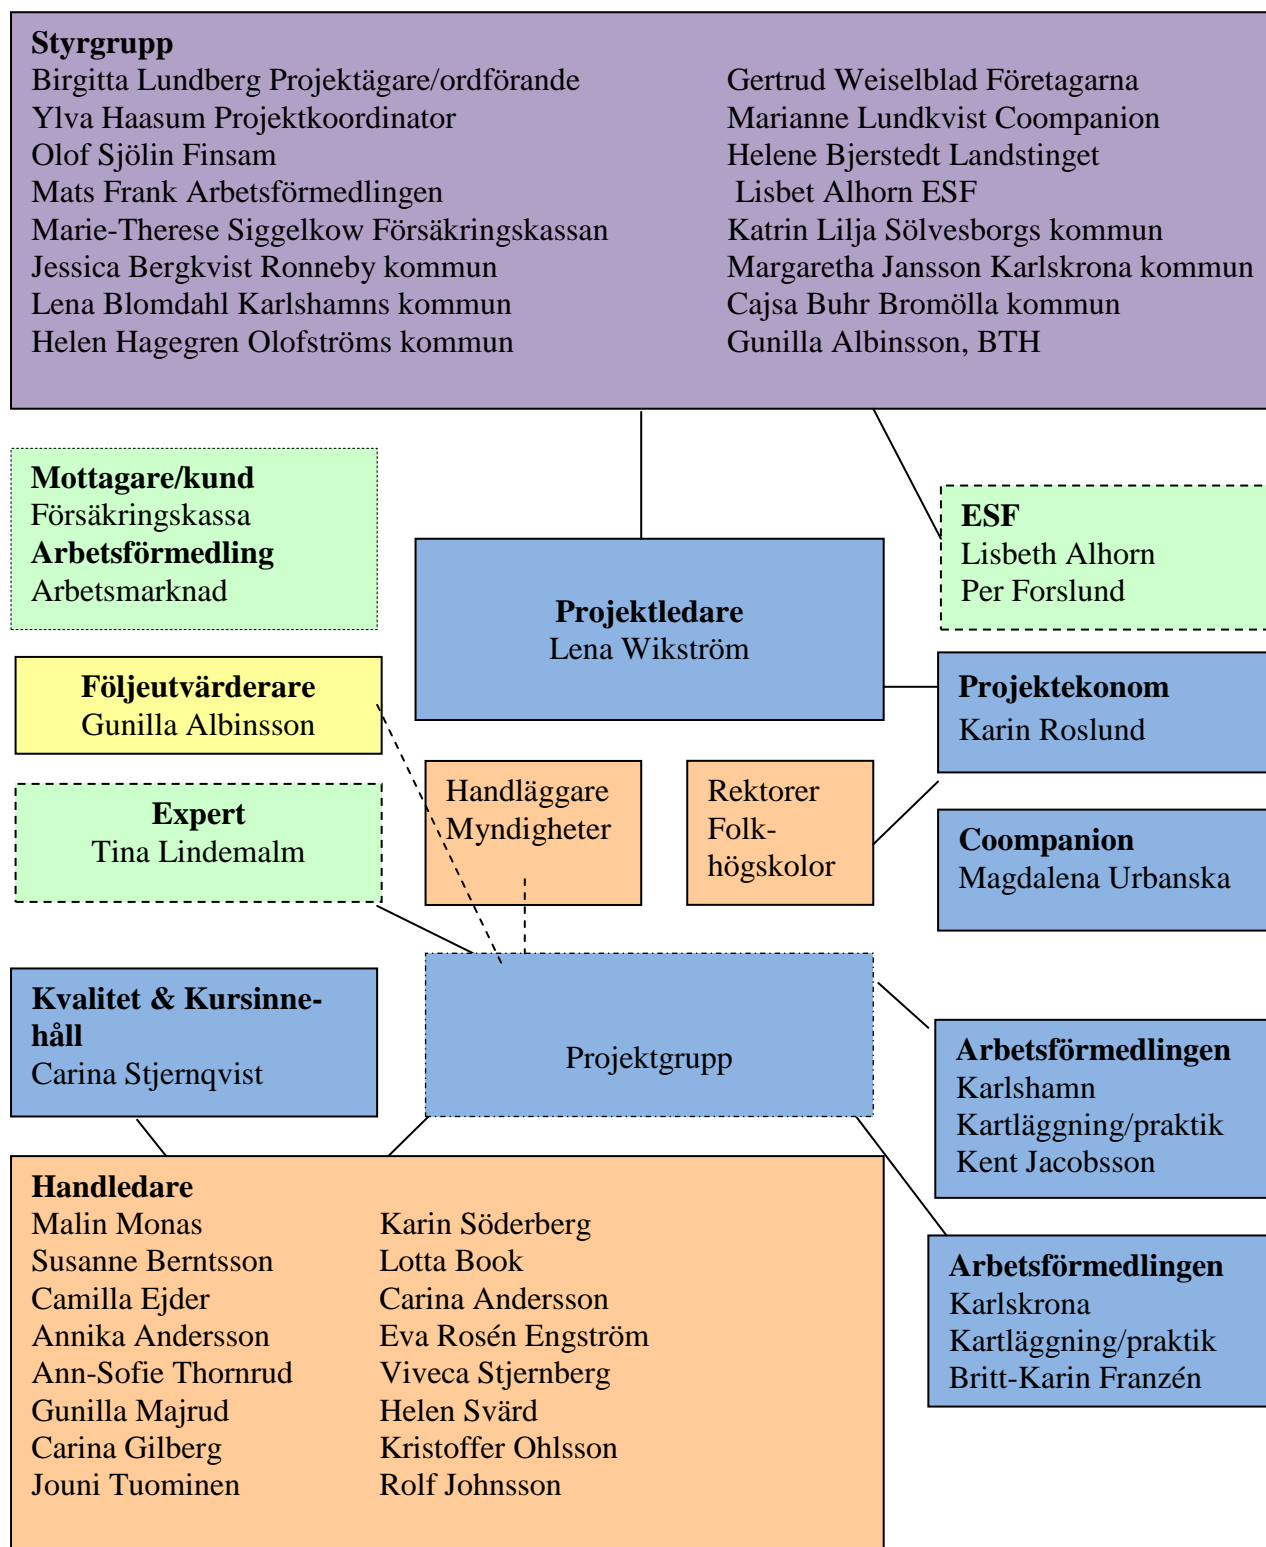 Styrgrupp
Birgitta Lundberg Projektägare/ordförande
Ylva Haasum Projektkoordinator
Olof Sjölin Finsam
Mats Frank Arbetsförmedlingen
Marie-Therese Siggelkow Försäkringskassan
Jessica Bergkvist Ronneby kommun
Lena Blomdahl Karlshamns kommun
Helen Hagegren Olofströms kommun
Gertrud Weiselblad Företagarna
Marianne Lundkvist Coompanion
Helene Bjerstedt Landstinget
Lisbet Alhorn ESF
Katrin Lilja Sölvesborgs kommun
Margaretha Jansson Karlskrona kommun
Cajsa Buhr Bromölla kommun
Gunilla Albinsson, BTH
Mottagare/kund
Försäkringskassa
Arbetsförmedling
Arbetsmarknad
ESF
Lisbeth Alhorn
Per Forslund
Projektledare
Lena Wikström
Följeutvärderare
Gunilla Albinsson
Projektekonom
Karin Roslund
Expert
Tina Lindemalm
Handläggare
Myndigheter
Rektorer
Folk-
högskolor
Coompanion
Magdalena Urbanska
Kvalitet & Kursinne-
håll
Carina Stjernqvist
Projektgrupp
Arbetsförmedlingen
Karlshamn
Kartläggning/praktik
Kent Jacobsson
Handledare
Malin Monas
Susanne Berntsson
Camilla Ejder
Annika Andersson
Ann-Sofie Thornrud
Gunilla Majrud
Carina Gilberg
Jouni Tuominen
Karin Söderberg
Lotta Book
Carina Andersson
Eva Rosén Engström
Viveca Stjernberg
Helen Svärd
Kristoffer Ohlsson
Rolf Johnsson
Arbetsförmedlingen
Karlskrona
Kartläggning/praktik
Britt-Karin Franzén